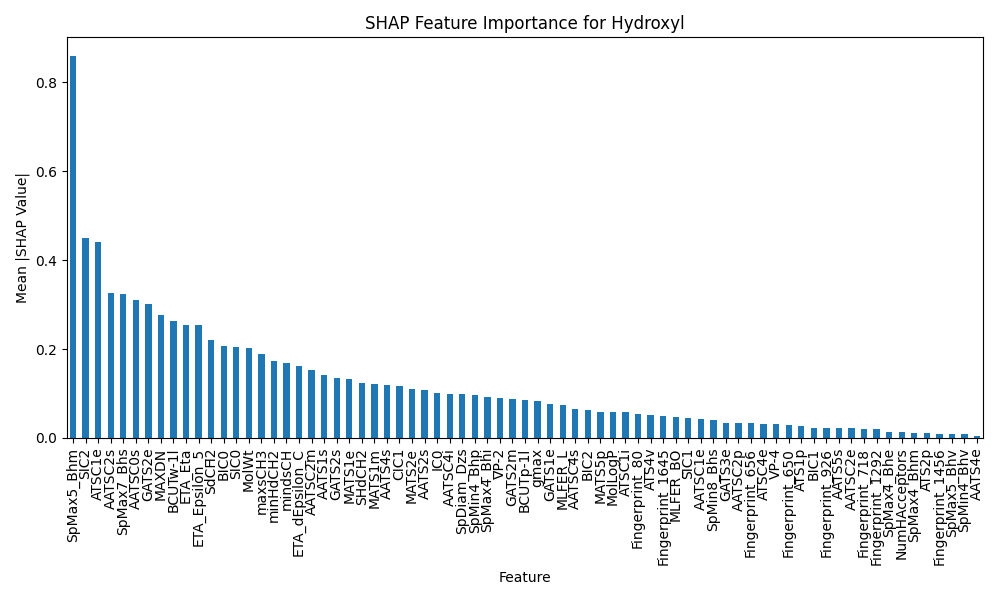 SHAP Feature Importance for Hydroxyl
Mean |SHAP Value|
0.8
0.6
0.4
0.2
0.0
SpMax5_Bhm
SIC2
ATSC1e
AATSC2s
SpMax7_Bhs
AATSC0s
GATS2e
MAXDN
BCUTw-1l
ETA_Eta
ETA_Epsilon_5
SdCH2
BIC0
SIC0
MolWt
maxsCH3
minHdCH2
mindsCH
ETA_dEpsilon_C
AATSC2m
AATS1s
GATS2s
MATS1e
SHdCH2
MATS1m
AATS4s
CIC1
MATS2e
AATS2s
IC0
AATSC4i
SpDiam_Dzs
SpMin4_Bhp
SpMax4_Bhi
VP-2
GATS2m
BCUTp-1l
gmax
GATS1e
MLFER_L
AATSC4s
BIC2
MATS5p
MolLogP
ATSC1i
Fingerprint_80
ATS4v
Fingerprint_1645
MLFER_BO
SIC1
AATSC1p
SpMin8_Bhs
GATS3e
AATSC2p
Fingerprint_656
ATSC4e
VP-4
Fingerprint_650
ATS1p
BIC1
Fingerprint_926
AATS5s
AATSC2e
Fingerprint_718
Fingerprint_1292
SpMax4_Bhe
NumHAcceptors
SpMax4_Bhm
ATS2p
Fingerprint_1456
SpMax5_Bhp
SpMin4_Bhv
AATS4e
Feature